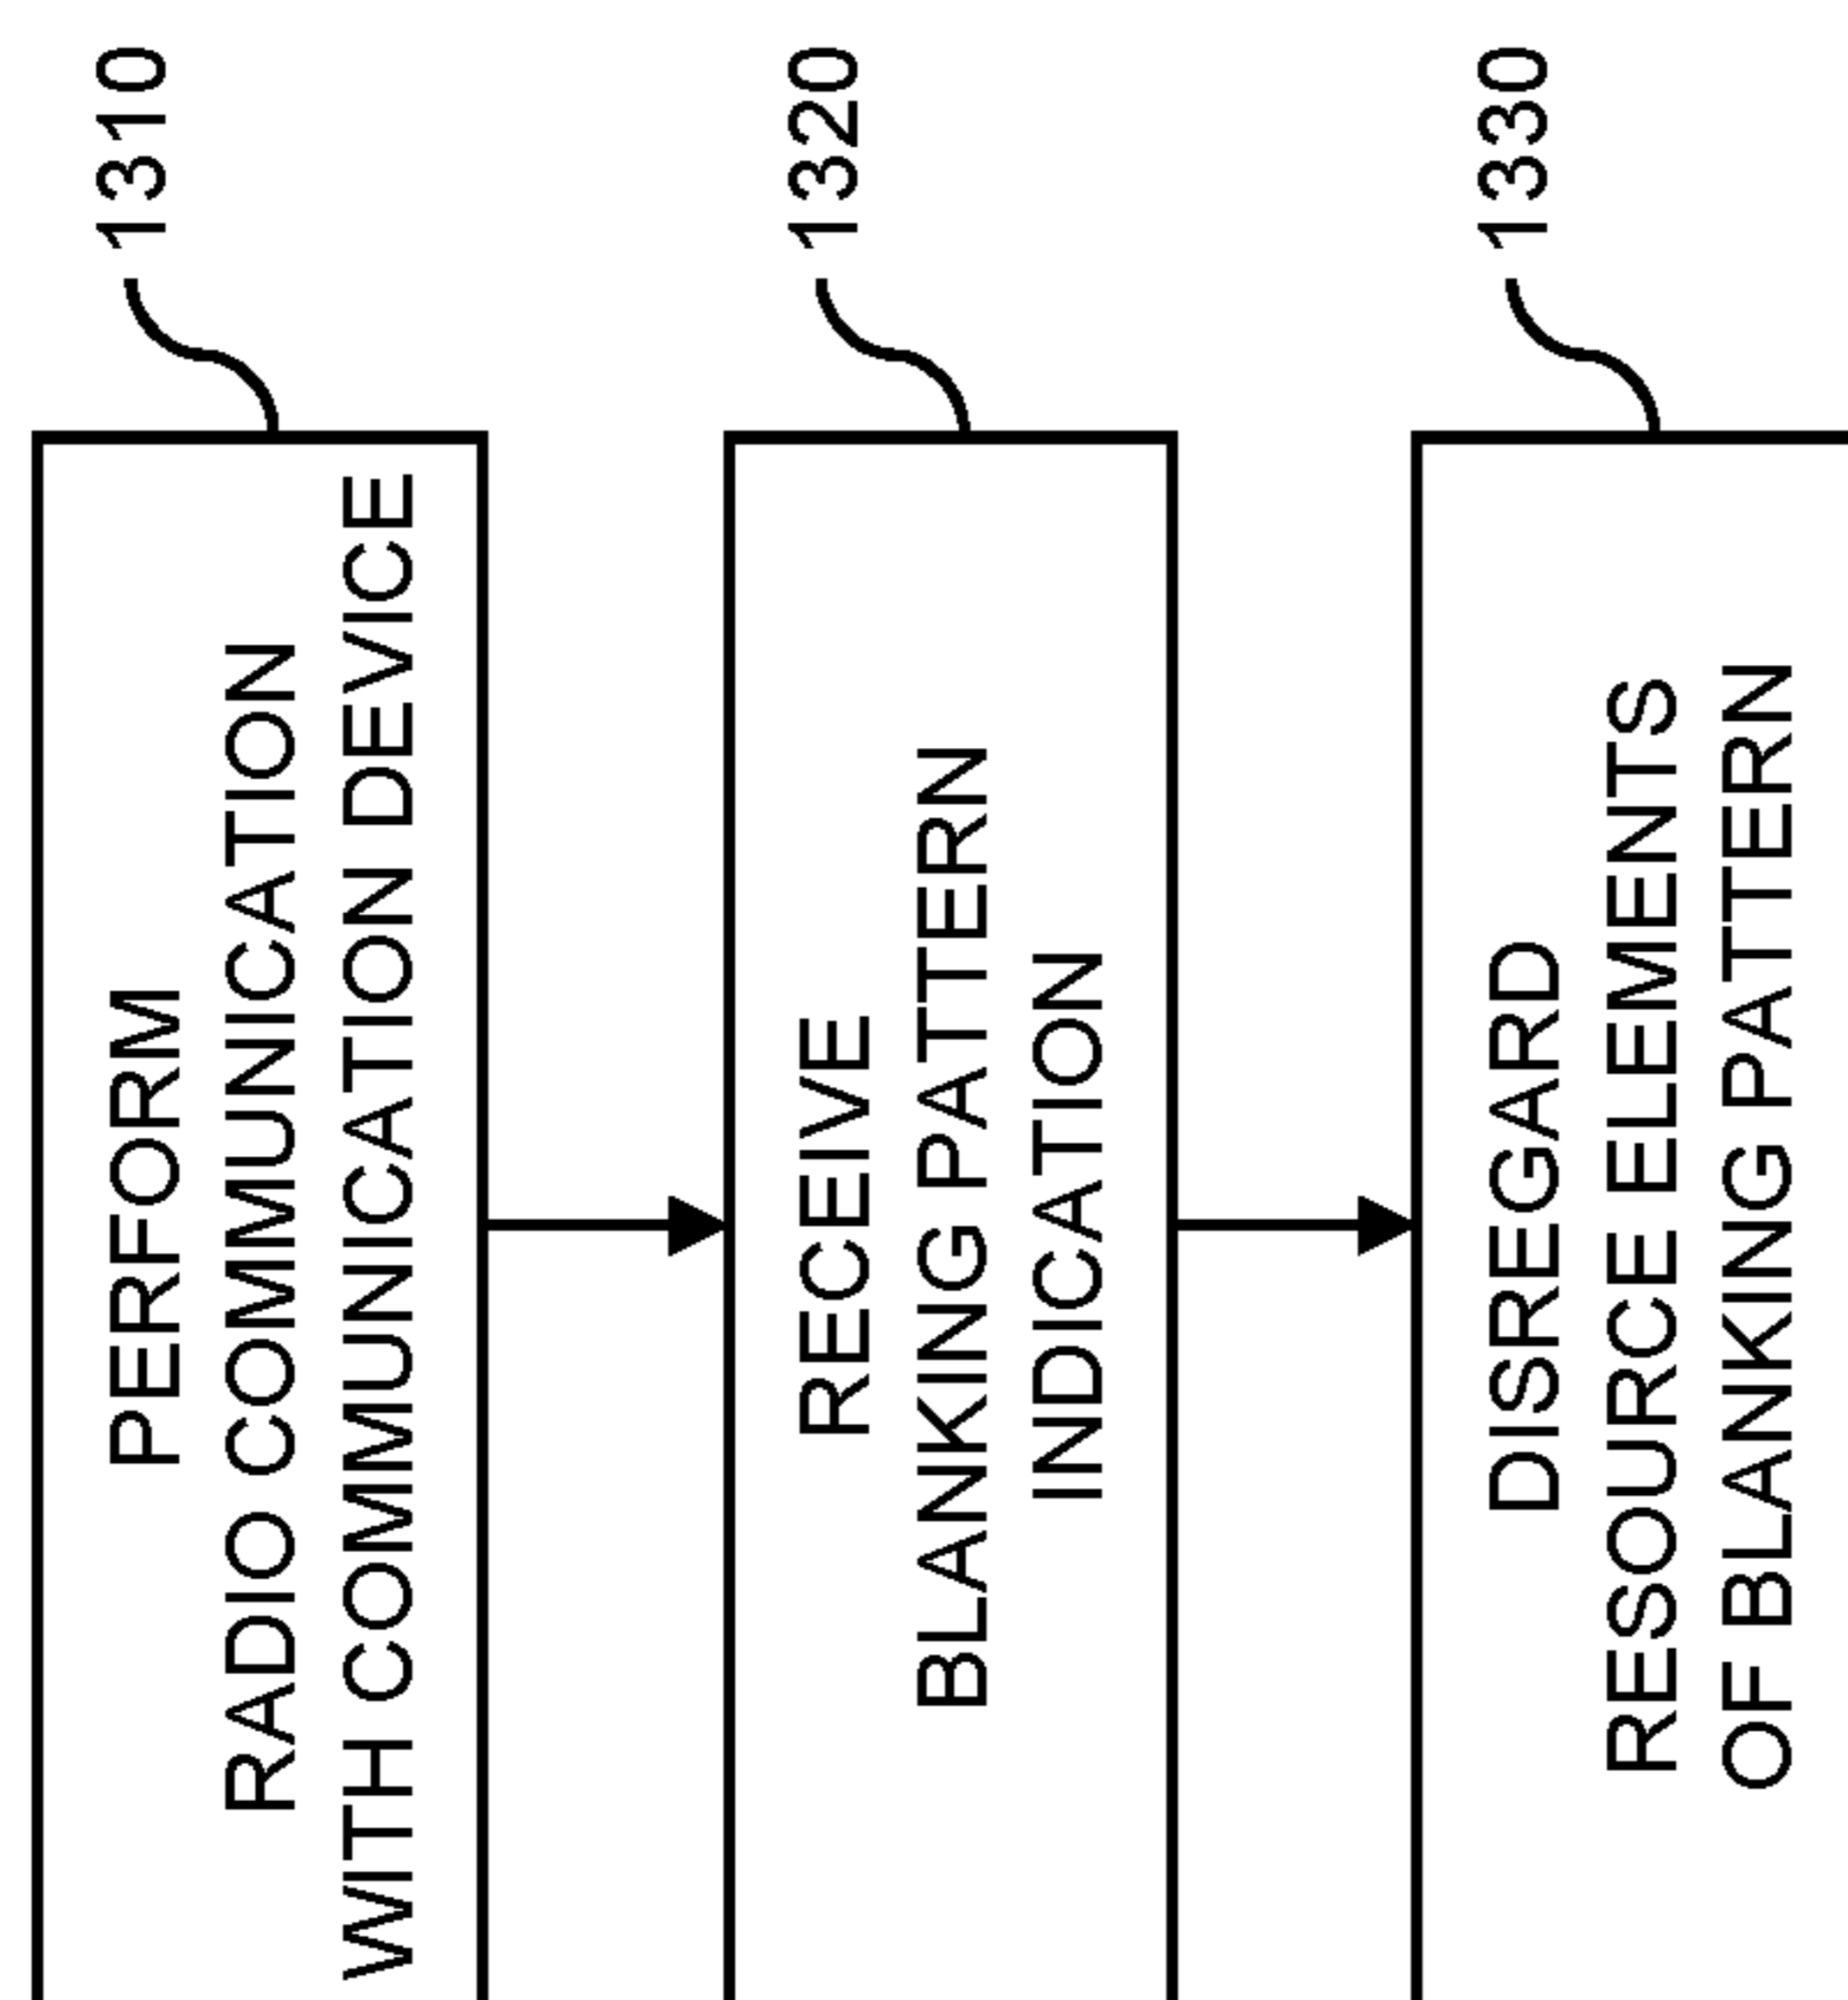 PERFORM
RADIO COMMUNICATION
WITH COMMUNICATION DEVICE
1310
RECEIVE
BLANKING PATTERN
INDICATION
1320
DISREGARD
RESOURCE ELEMENTS
OF BLANKING PATTERN
1330